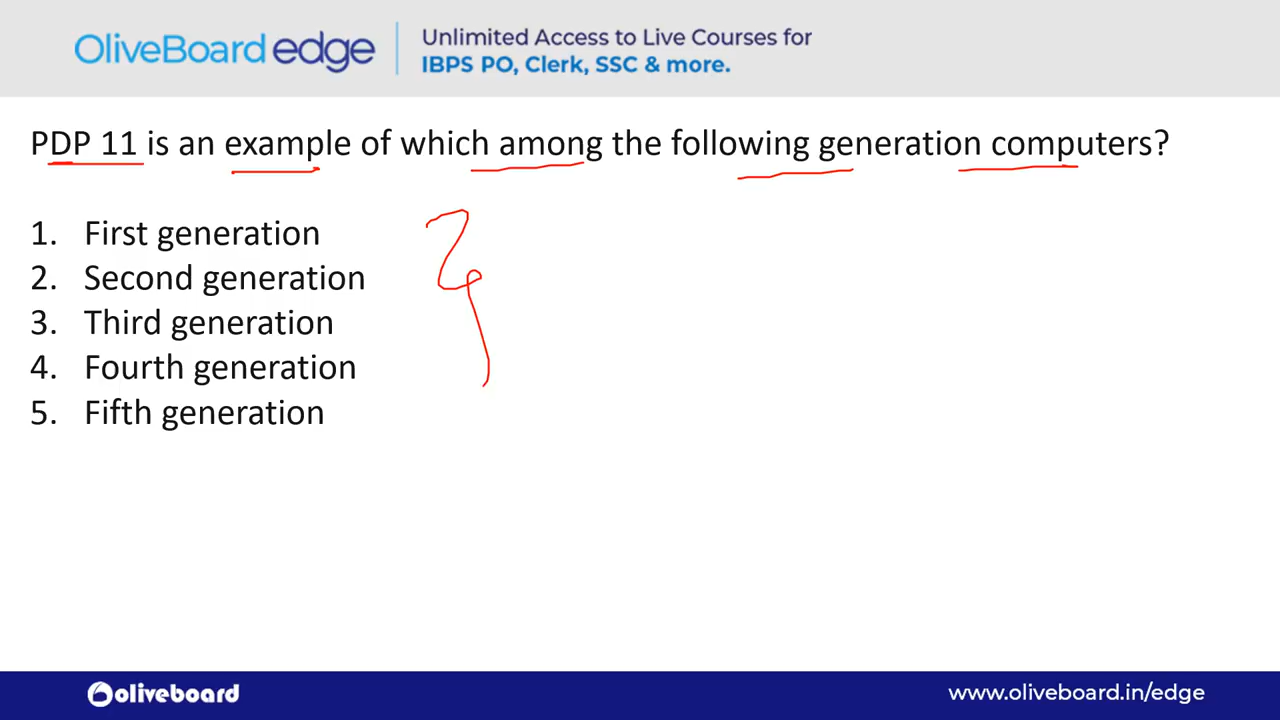 OliveBoard edge
Unlimited Access to Live Courses for
IBPS PO, Clerk, SSC & more.
PDP 11 is an example of which among the following generation computers?
1. First generation
2. Second generation
3. Third generation
4. Fourth generation
5. Fifth generation
oliveboard
www.oliveboard.in/edge